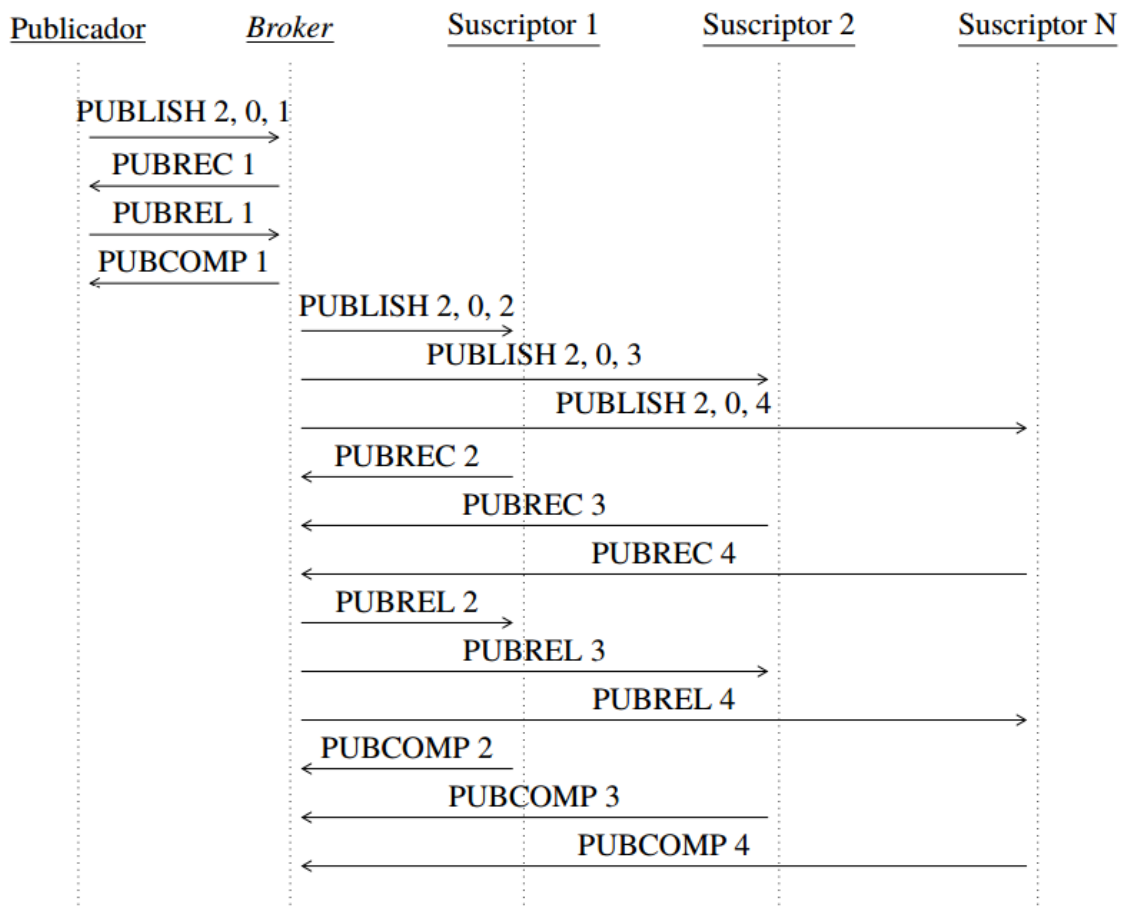 Publicador Broker Suscriptor 1 Suscriptor 2 Suscriptor N
PUBLISH 2, 0, 1
PUBREC 1
PUBREL 1
PUBCOMP 1
PUBLISH 2, 0, 2
PUBLISH 2, 0, 3
PUBLISH 2, 0, 4
PUBREC 2
PUBREC 3
PUBREC 4
PUBREL 2
PUBREL 3
PUBREL 4
PUBCOMP 2
PUBCOMP 3
PUBCOMP 4